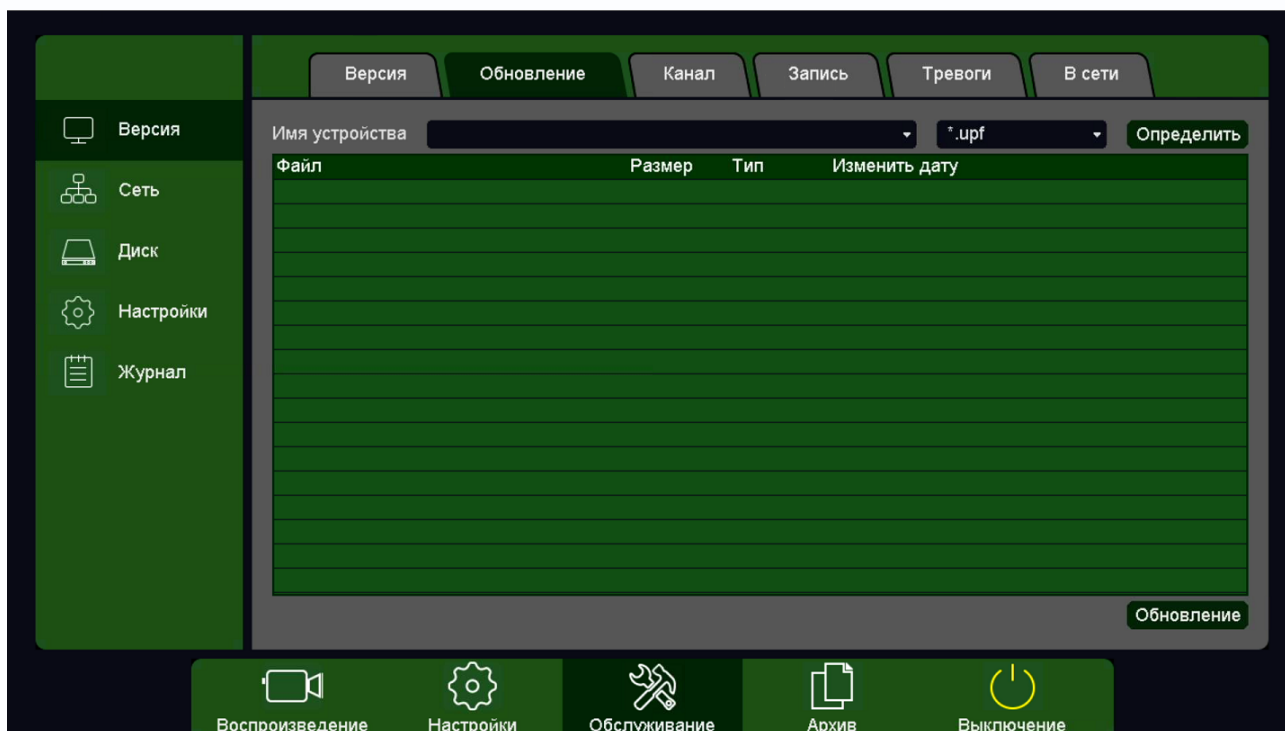 Версия Обновление Канал Запись Тревоги В сети
Версия
Сеть
Диск
Настройки
Журнал
Имя устройства *.upf Определить
Файл Размер Тип Изменить дату
Обновление
Воспроизведение Настройки Обслуживание Архив Выключение